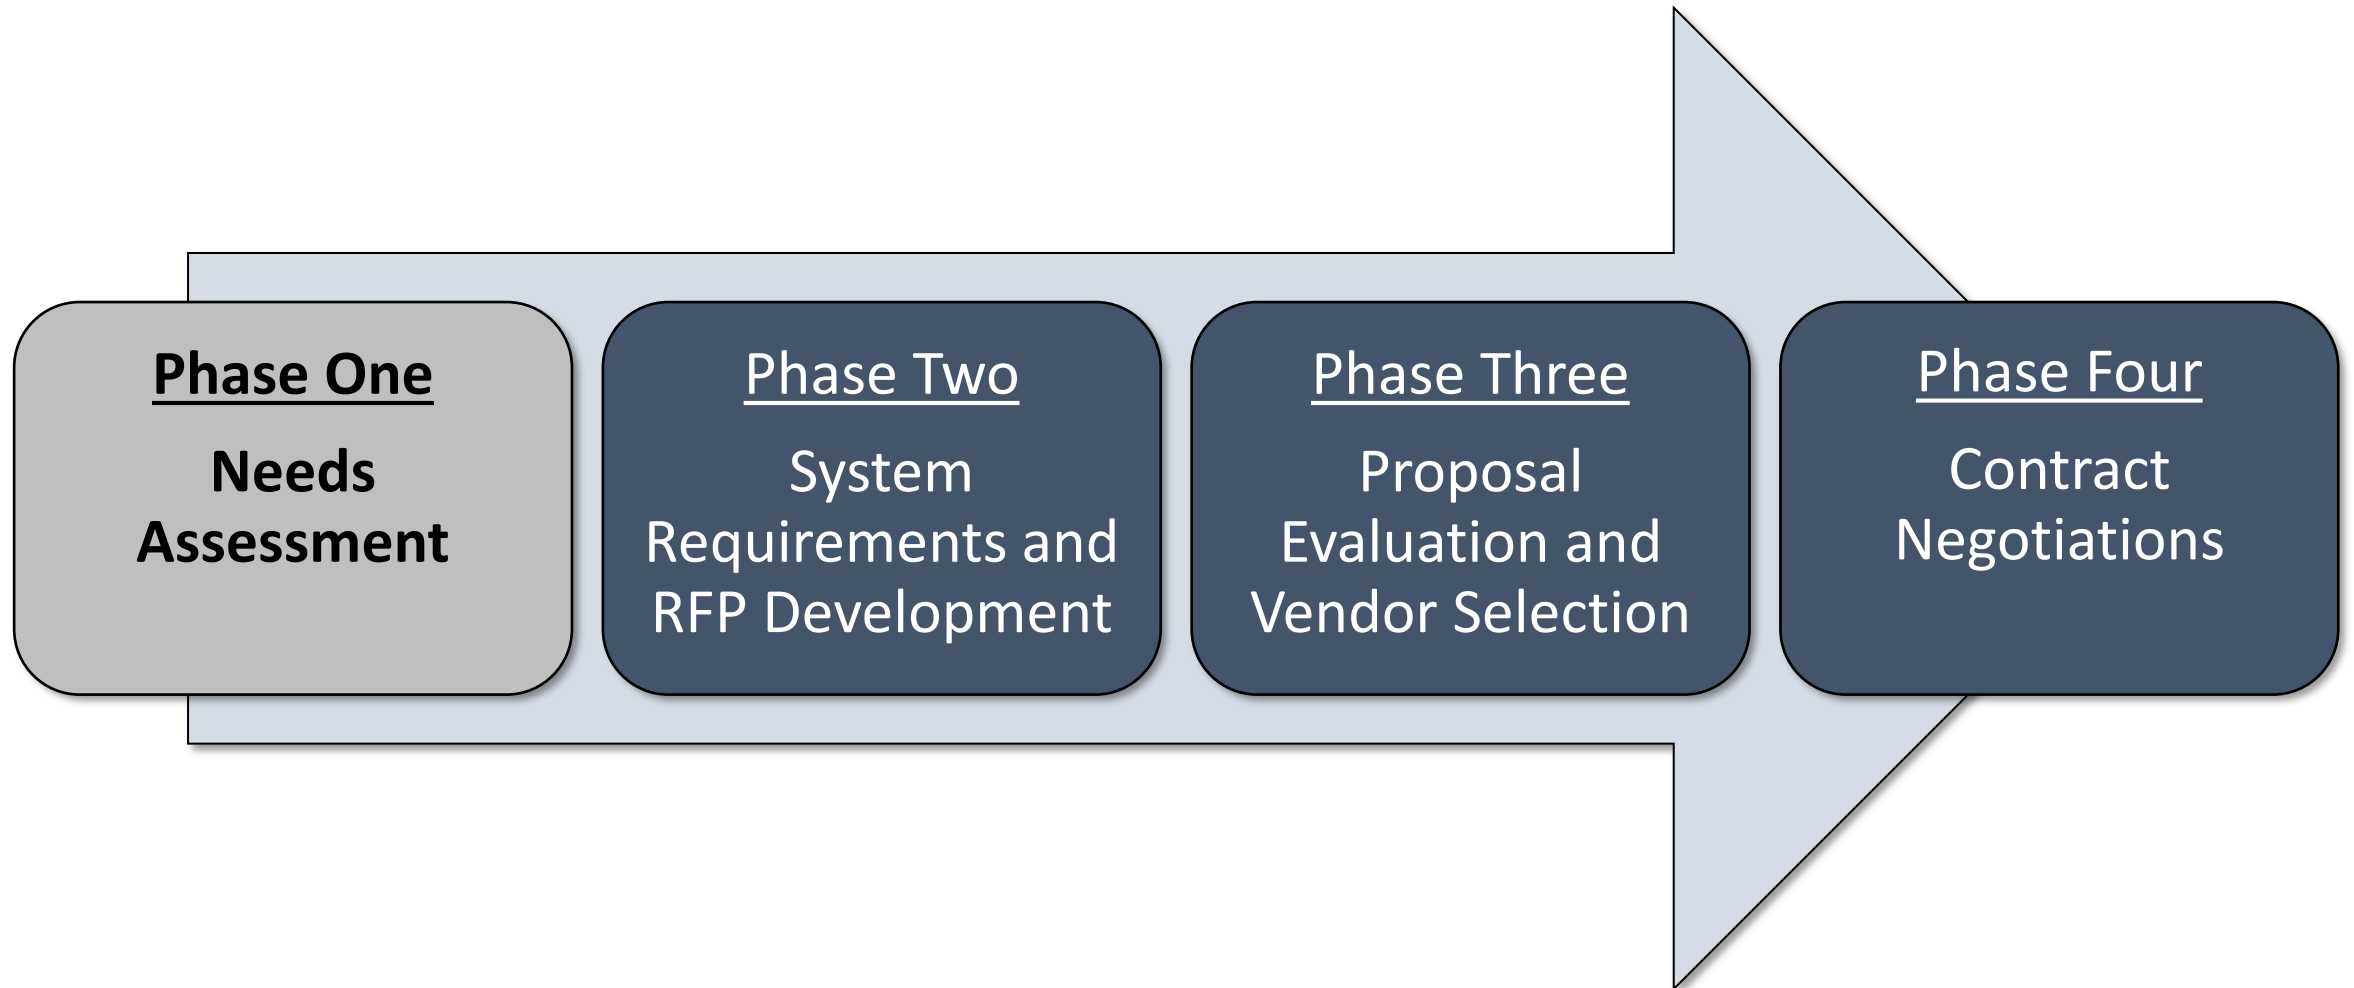 Phase One
Needs
Assessment
Phase Two
System
Requirements and
RFP Development
Phase Three
Proposal
Evaluation and
Vendor Selection
Phase Four
Contract
Negotiations